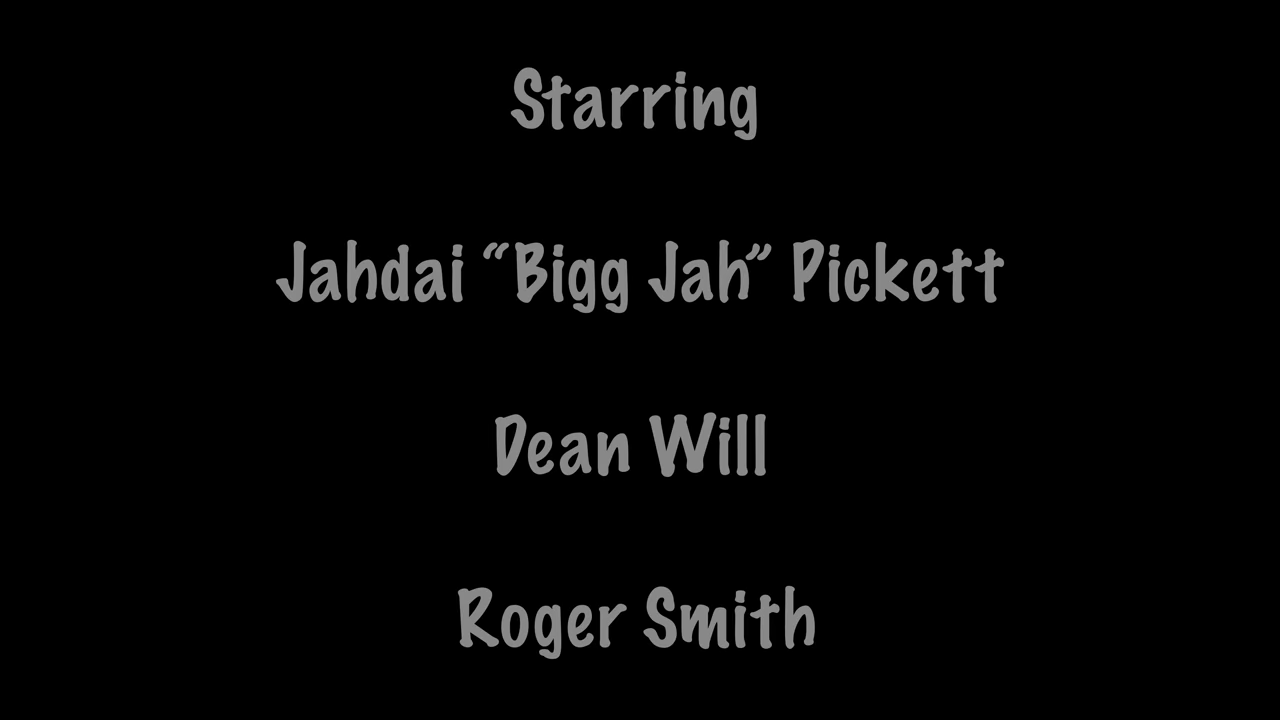 Starring
Jahdai “Bigg Jah” Pickett
Dean Will
Roger Smith